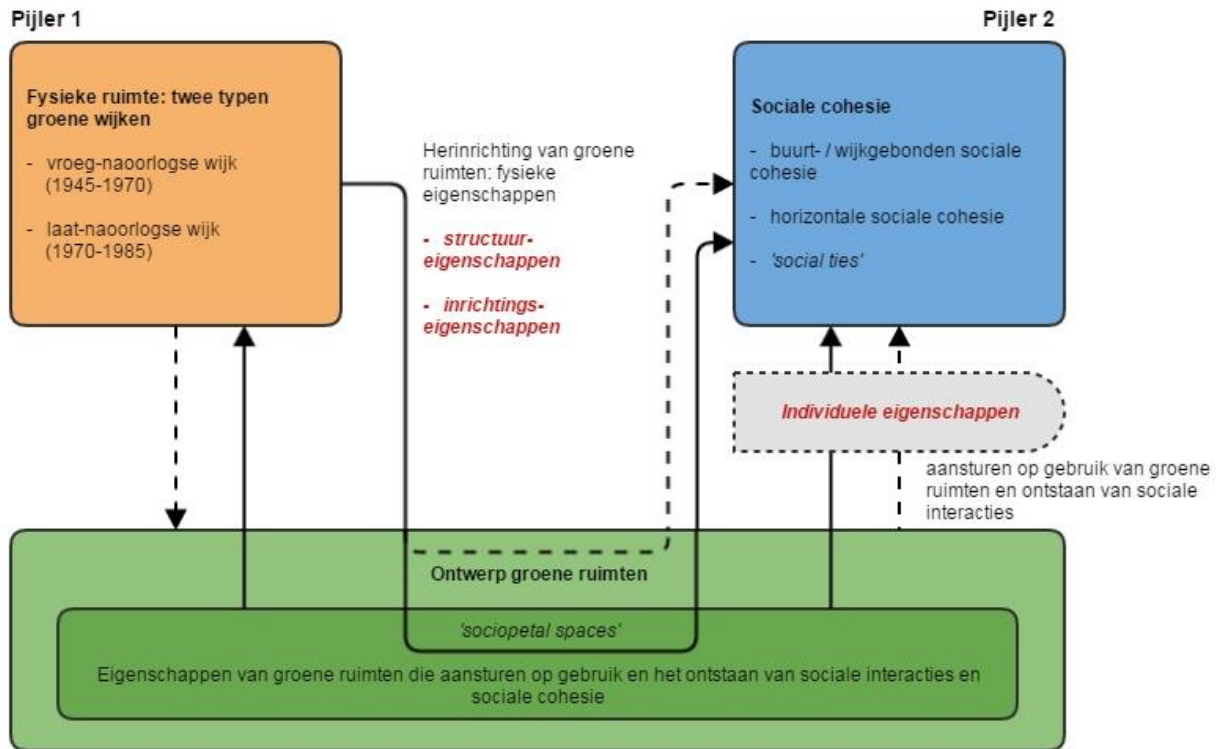 Pijler 1
Pijler 2
Fysieke ruimte: twee typen
groene wijken
- vroeg-naoorlogse wijk
(1945-1970)
- laat-naoorlogse wijk
(1970-1985)
Herinrichting van groene
ruimten: fysieke
eigenschappen
- structuur-
eigenschappen
- inrichtings-
eigenschappen
Sociale cohesie
- buurt- / wijkgebonden sociale
cohesie
- horizontale sociale cohesie
- 'social ties'
Individuele eigenschappen
aansturen op gebruik van groene
ruimten en ontstaan van sociale
interacties
Ontwerp groene ruimten
'sociopetal spaces'
Eigenschappen van groene ruimten die aansturen op gebruik en het ontstaan van sociale interacties en
sociale cohesie